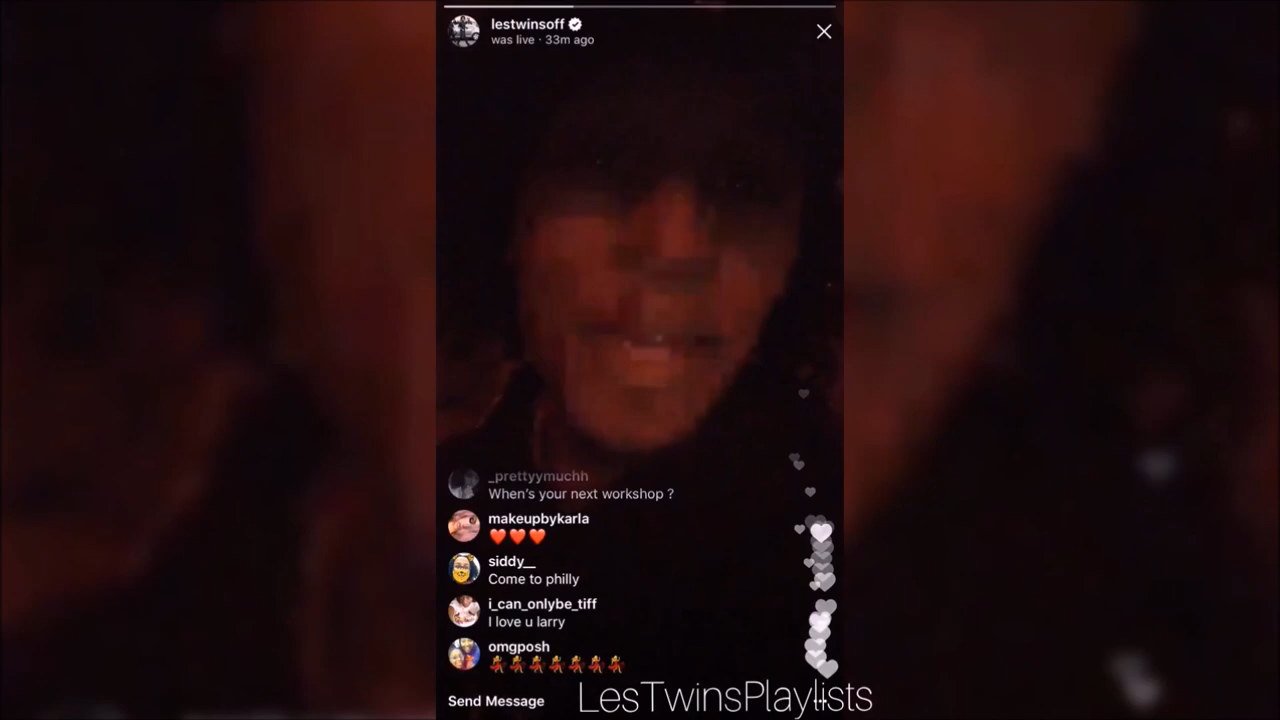 lestwinsoff
was live · 33m ago
_prettyymuchh
When's your next workshop ?
makeupbykarla
❤️❤️❤️
siddy__
Come to philly
i_can_onlybe_tiff
I love u larry
omgposh
💃🏾💃🏾💃🏾💃🏾💃🏾💃🏾💃🏾
Send Message
LesTwinsPlaylists